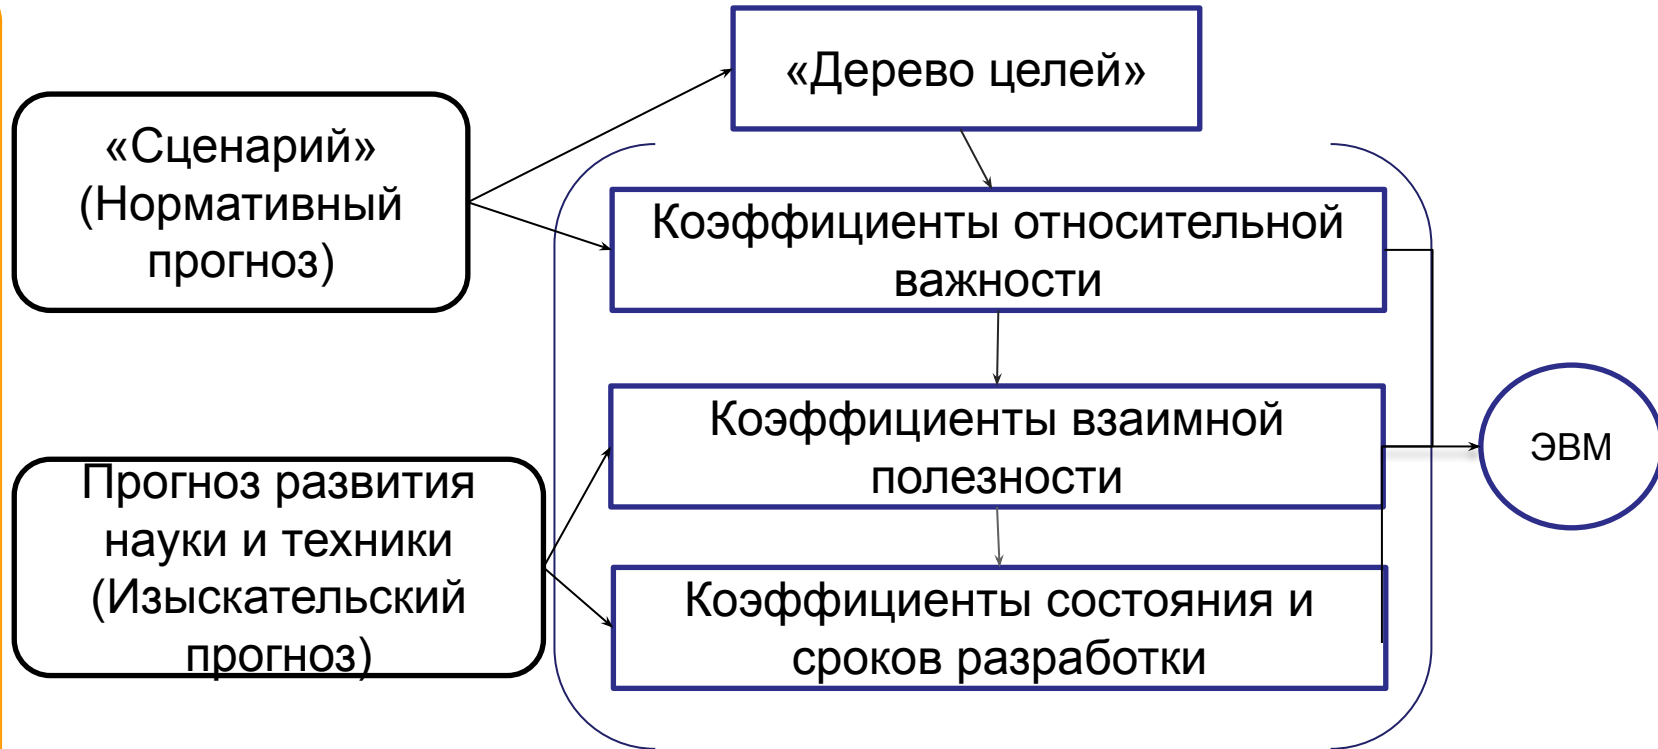 «Дерево целей»
«Сценарий»
(Нормативный
прогноз)
Коэффициенты относительной
важности
Коэффициенты взаимной
полезности
ЭВМ
Прогноз развития
науки и техники
(Изыскательский
прогноз)
Коэффициенты состояния и
сроков разработки